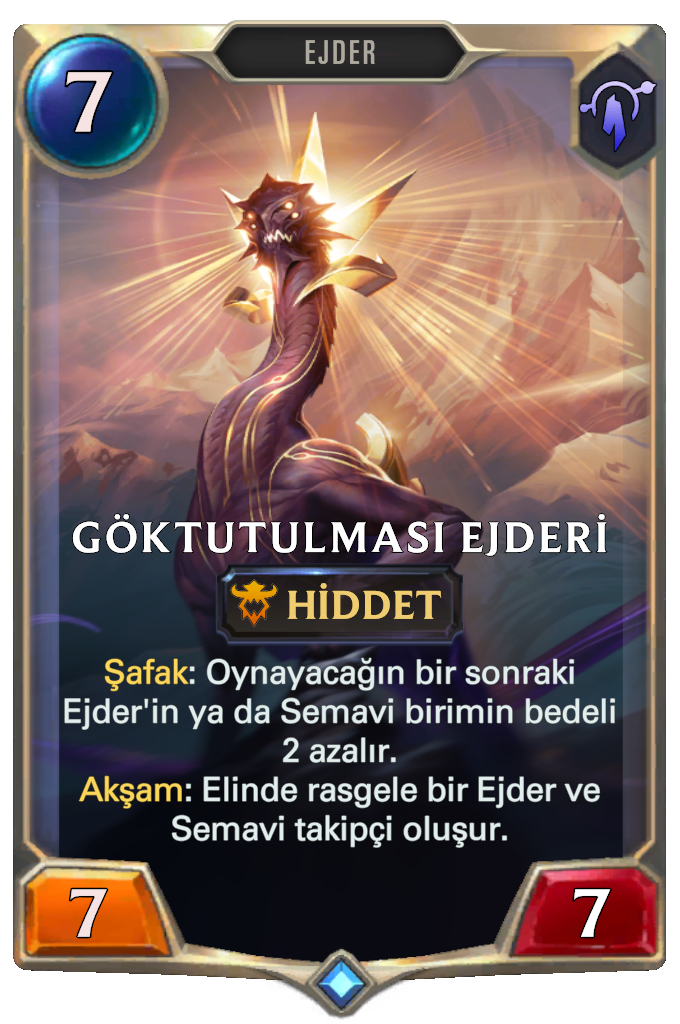 7
EJDER
GÖKTUTULMASI EJDERİ
HİDDET
Şafak: Oynayacağın bir sonraki
Ejder'in ya da Semavi birimin bedeli
2 azalır.
Akşam: Elinde rasgele bir Ejder ve
Semavi takipçi oluşur.
7
7